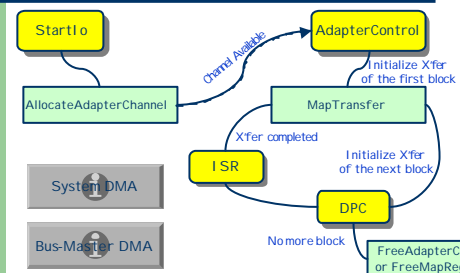 StartIo
AdapterControl
Channel Available
Initialize X'fer
of the first block
AllocateAdapterChannel
MapTransfer
X'fer completed
ISR
Initialize X'fer
of the next block
System DMA
DPC
Bus-Master DMA
No more block
FreeAdapterC
or FreeMapRe